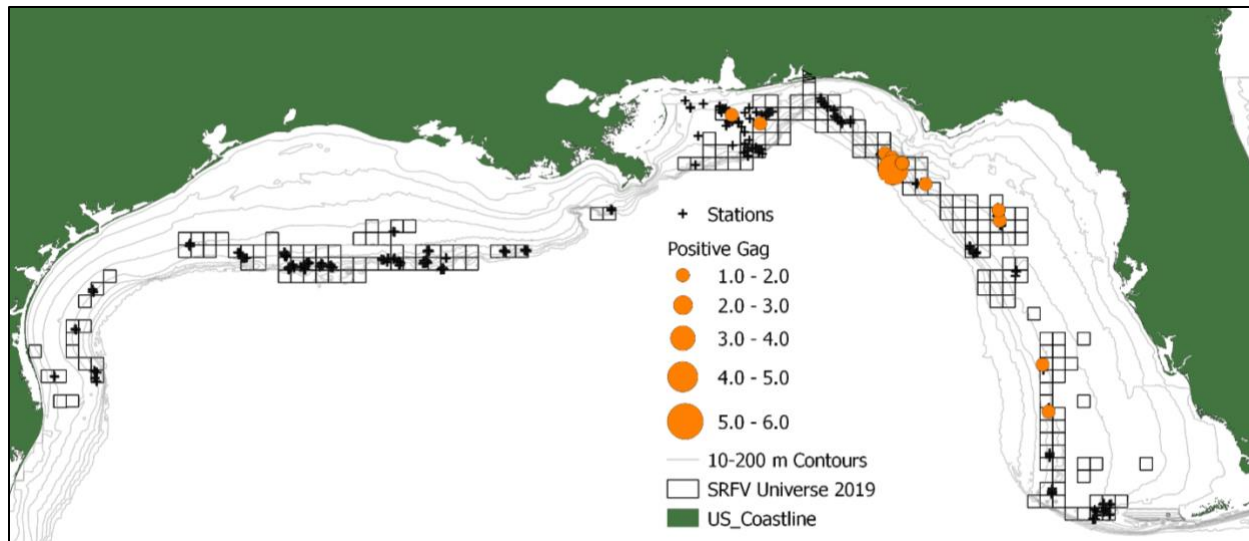 Stations
Positive Gag
1.0 - 2.0
2.0 - 3.0
3.0 - 4.0
4.0 - 5.0
5.0 - 6.0
10-200 m Contours
SRFV Universe 2019
US_Coastline